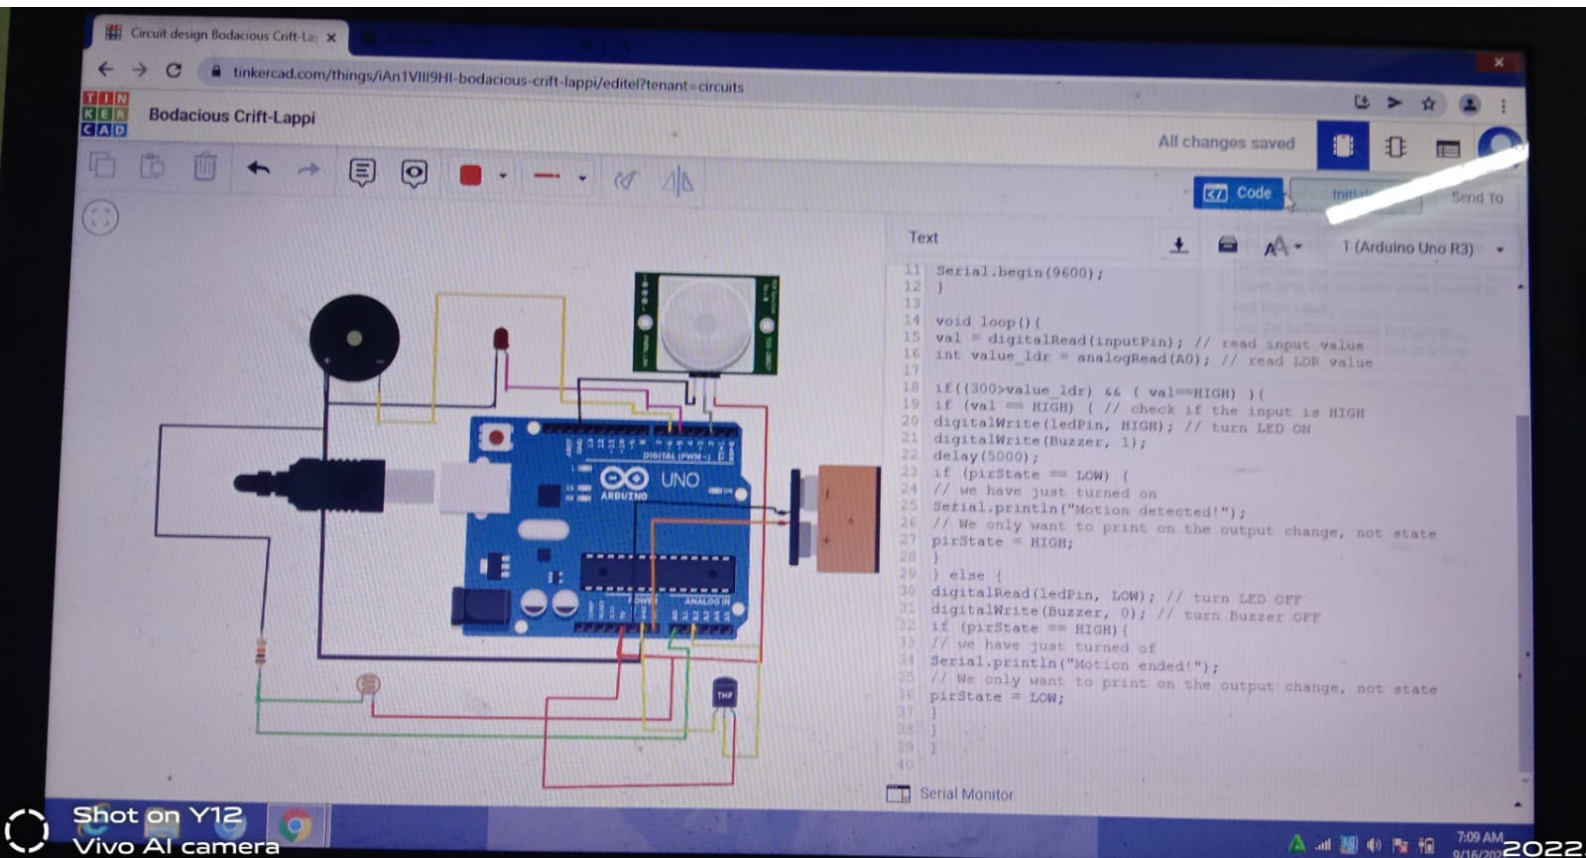 Circuit design Bodacious Crift-La
tinkercad.com/things/iAn1VIII9HI-bodacious-crift-lappi/editel?tenant=circuits
TIN
KER
CAD
Bodacious Crift-Lappi
All changes saved
Code
Send To
Text
1 (Arduino Uno R3)
11 Serial.begin(9600);
12 }
13
14 void loop(){
15 val = digitalRead(inputPin); // read input value
16 int value_ldr = analogRead(A0); // read LDR value
17
18 if((300>value_ldr) && ( val==HIGH) ){
19 if (val == HIGH) { // check if the input is HIGH
20 digitalWrite(ledPin, HIGH); // turn LED ON
21 digitalWrite(Buzzer, 1);
22 delay(5000);
23 if (pirState == LOW) {
24 // we have just turned on
25 Serial.println("Motion detected!");
26 // We only want to print on the output change, not state
27 pirState = HIGH;
28 }
29 } else {
30 digitalRead(ledPin, LOW); // turn LED OFF
31 digitalWrite(Buzzer, 0); // turn Buzzer OFF
32 if (pirState == HIGH){
33 // we have just turned of
34 Serial.println("Motion ended!");
35 // We only want to print on the output change, not state
36 pirState = LOW;
37 }
38 }
39 }
40
DIGITAL (PWM~)
UNO
ARDUINO
POWER
ANALOG IN
TMP
Serial Monitor
Shot on Y12
Vivo AI camera
7:09 AM
2022